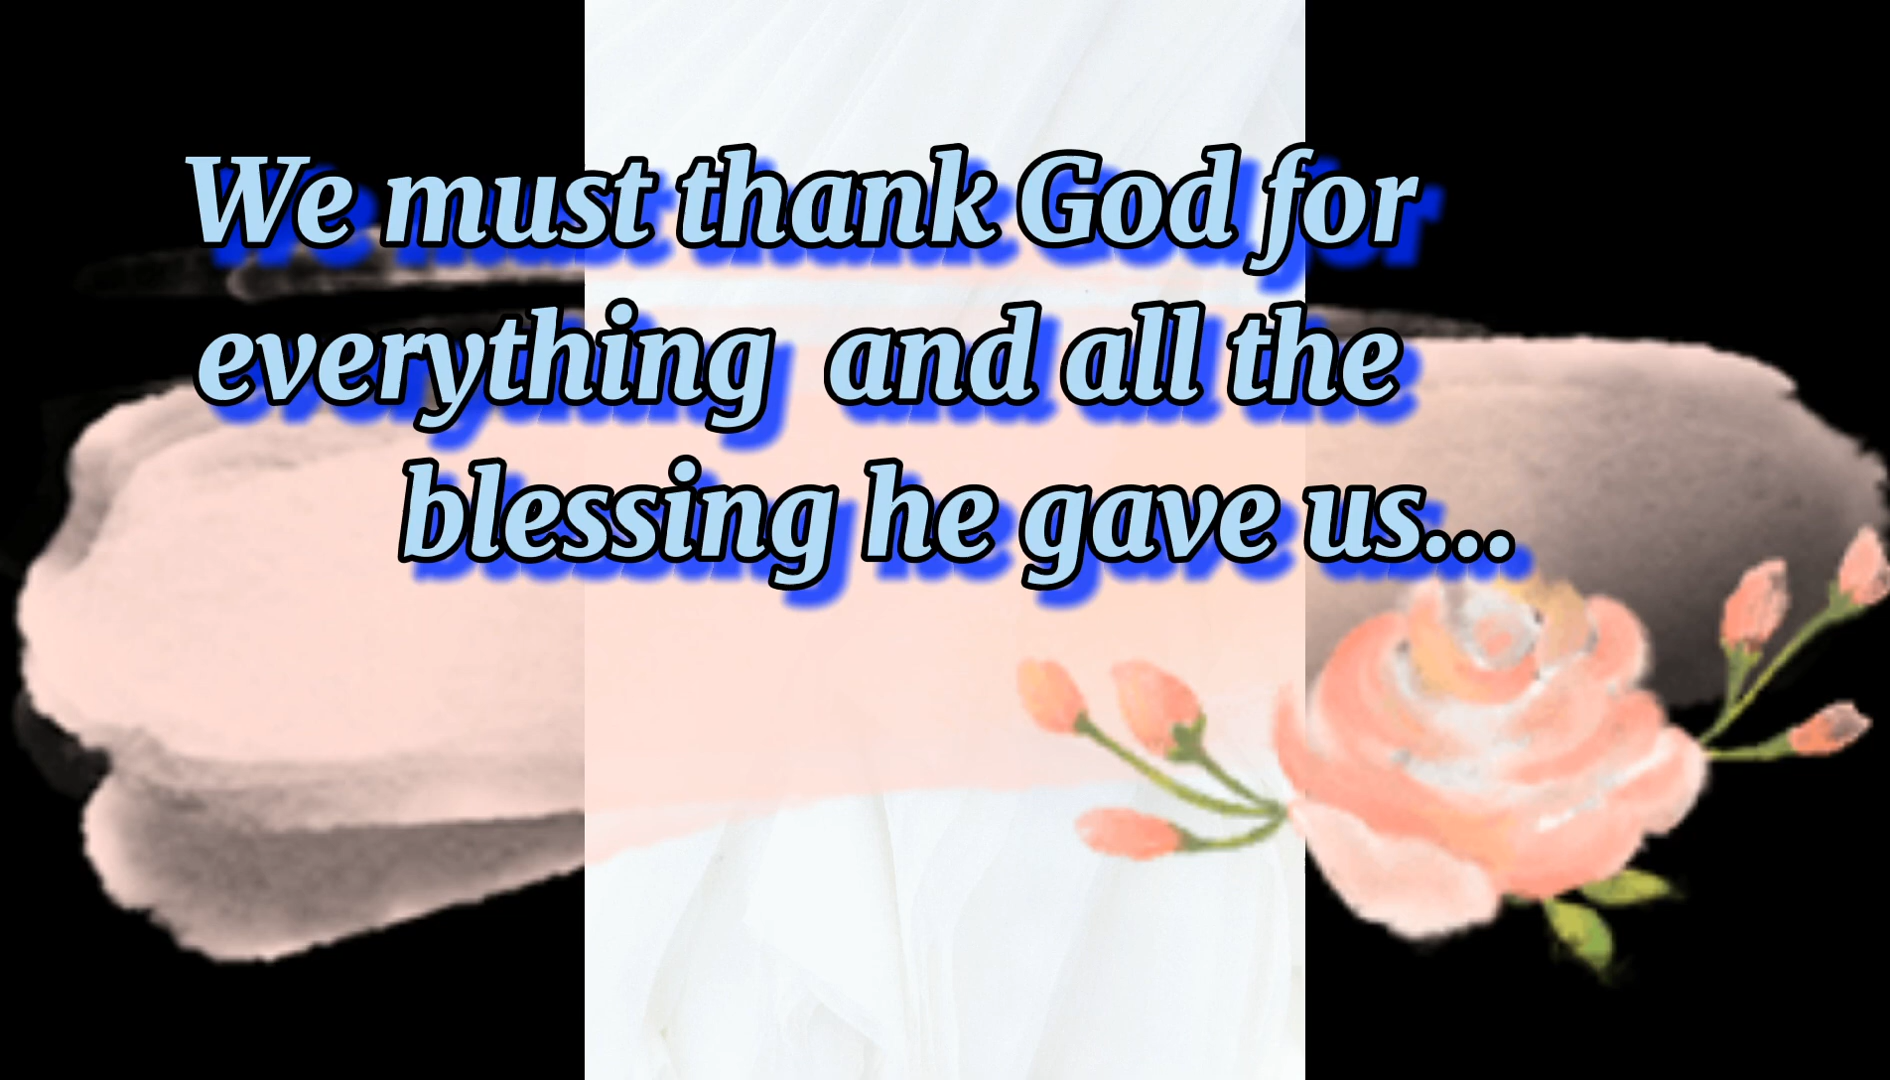 We must thank God for
everything  and all the
blessing he gave us...